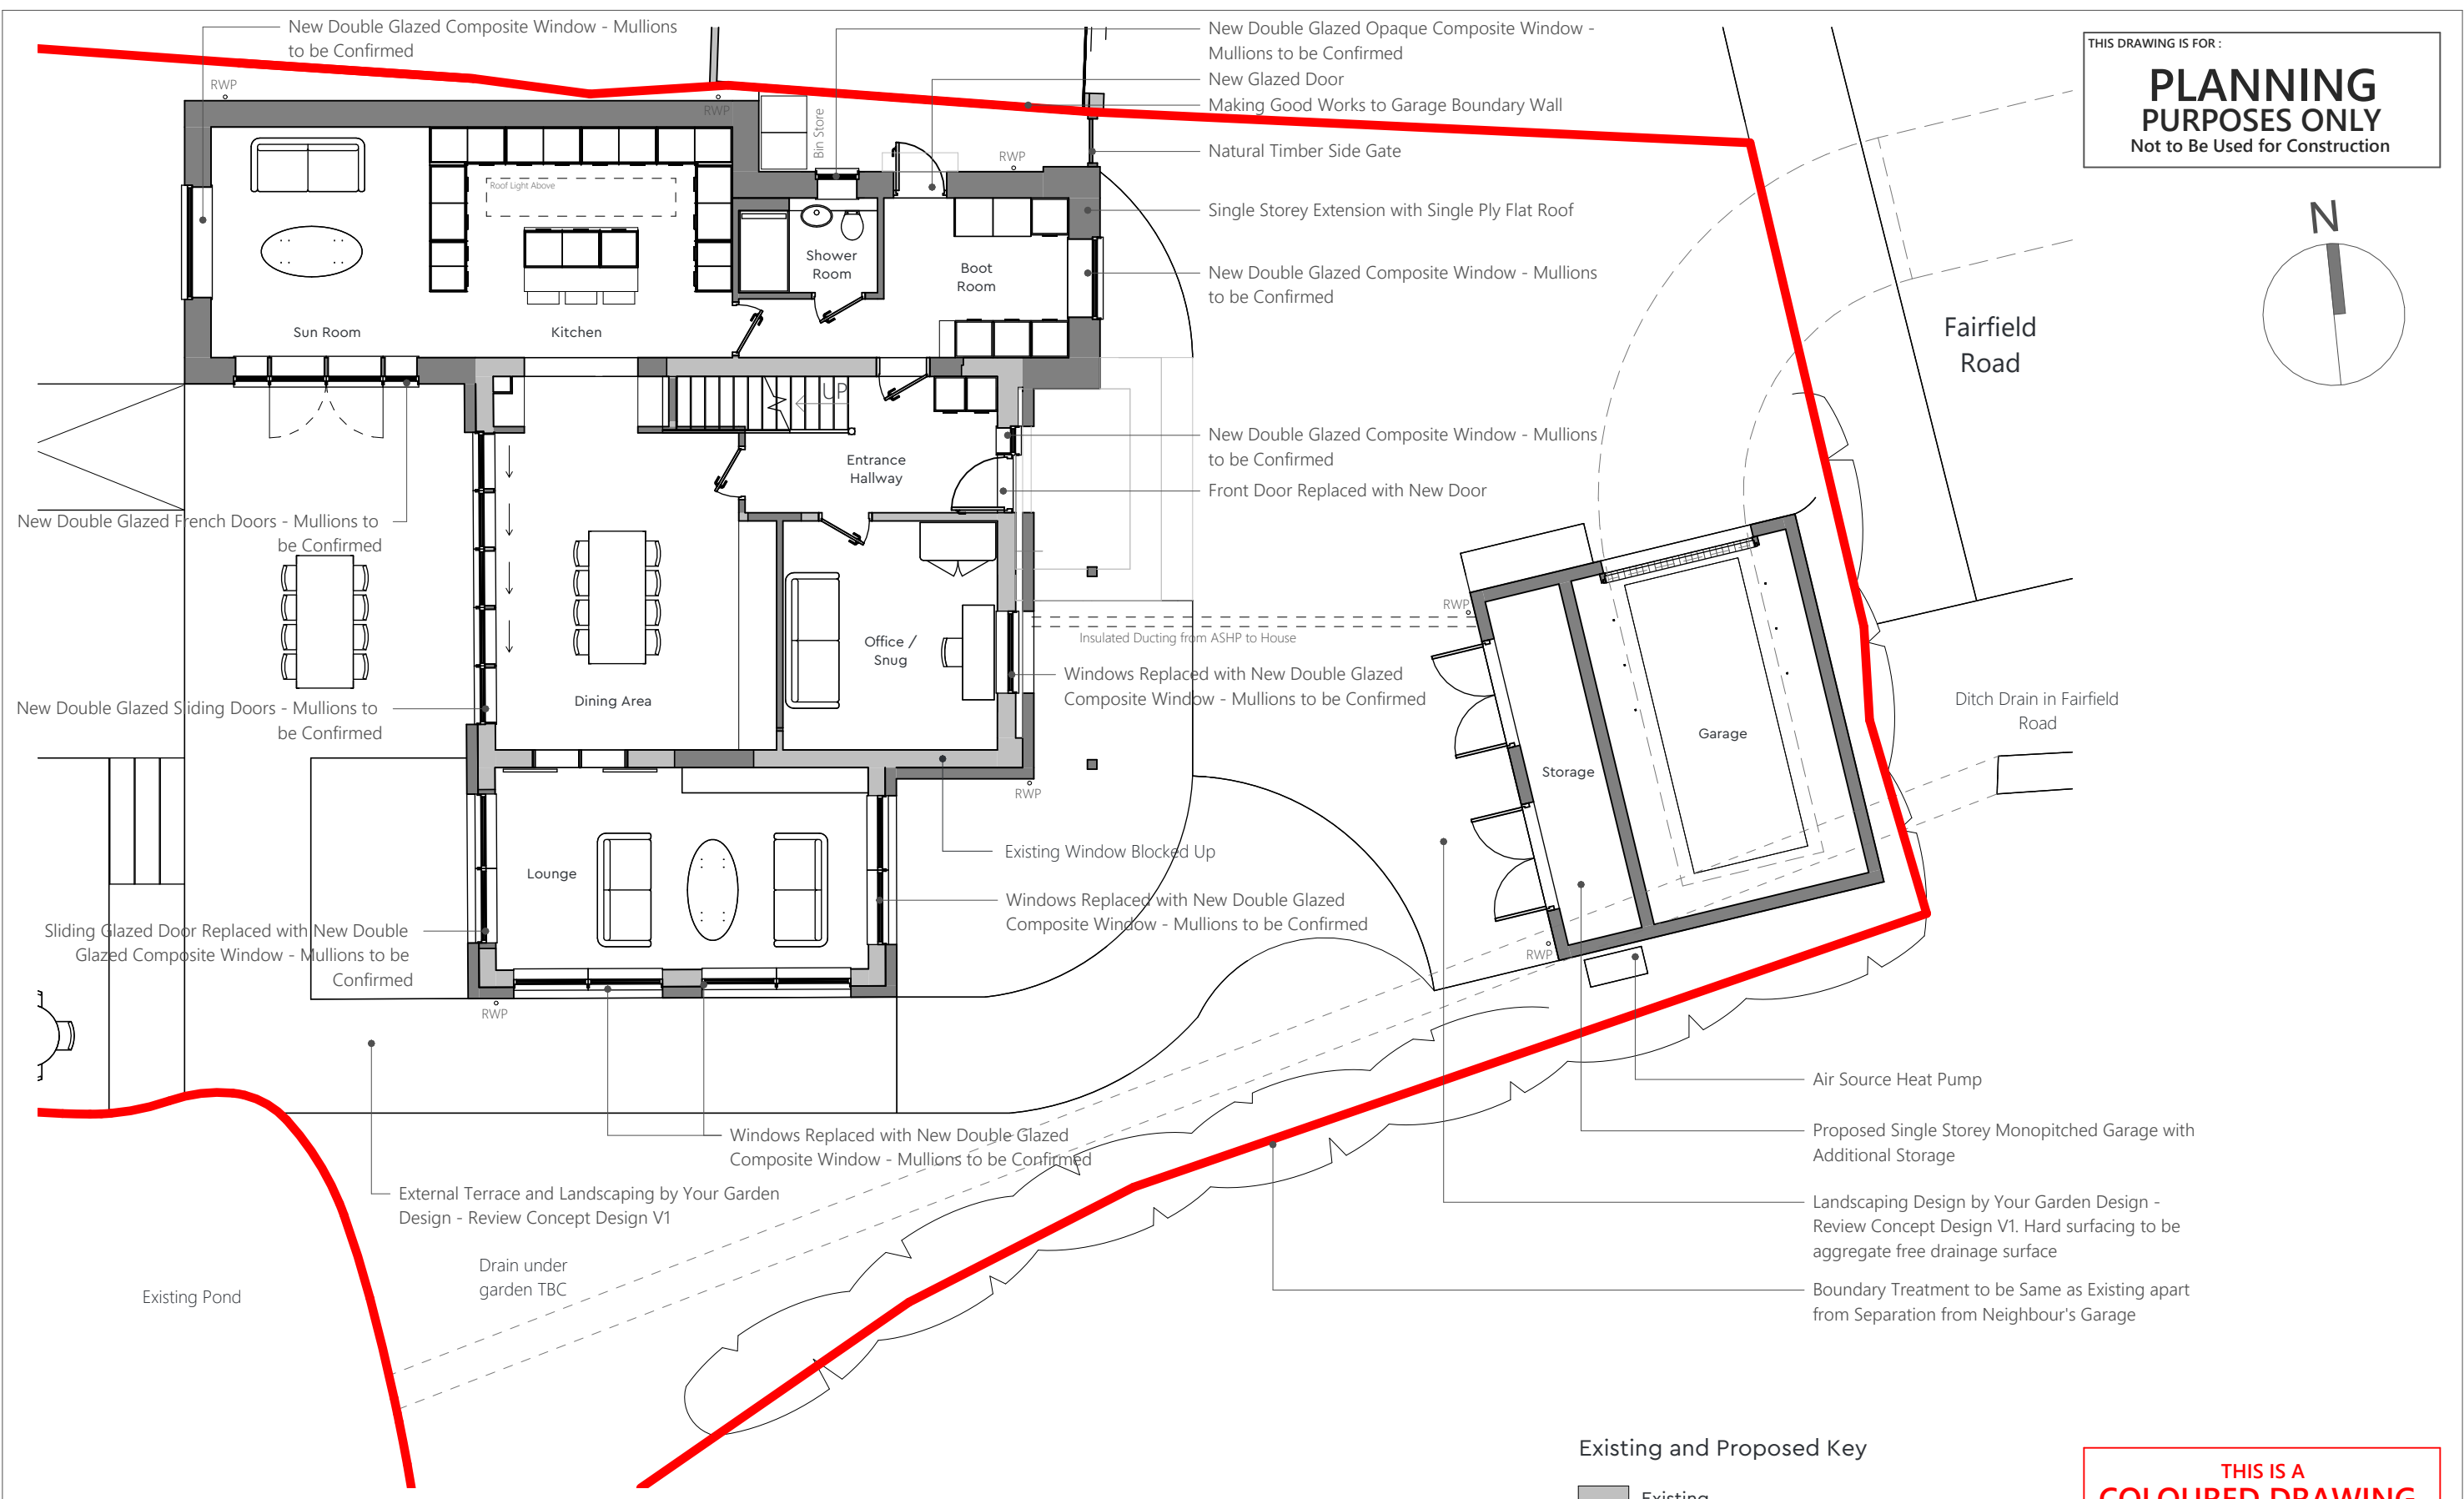 New Double Glazed Composite Window - Mullions
to be Confirmed
New Double Glazed Opaque Composite Window -
Mullions to be Confirmed
New Glazed Door
Making Good Works to Garage Boundary Wall
Natural Timber Side Gate
Single Storey Extension with Single Ply Flat Roof
New Double Glazed Composite Window - Mullions
to be Confirmed
THIS DRAWING IS FOR :
PLANNING
PURPOSES ONLY
Not to Be Used for Construction
N
RWP
RWP
RWP
Bin Store
RWP
Roof Light Above
Shower
Room
Boot
Room
Sun Room
Kitchen
Fairfield
Road
UP
New Double Glazed Composite Window - Mullions
to be Confirmed
Front Door Replaced with New Door
Entrance
Hallway
New Double Glazed French Doors - Mullions to
be Confirmed
RWP
Insulated Ducting from ASHP to House
Office /
Snug
Windows Replaced with New Double Glazed
Composite Window - Mullions to be Confirmed
Dining Area
New Double Glazed Sliding Doors - Mullions to
be Confirmed
Ditch Drain in Fairfield
Road
Garage
Storage
RWP
Existing Window Blocked Up
Lounge
Windows Replaced with New Double Glazed
Composite Window - Mullions to be Confirmed
Sliding Glazed Door Replaced with New Double
Glazed Composite Window - Mullions to be
Confirmed
RWP
RWP
Air Source Heat Pump
Proposed Single Storey Monopitched Garage with
Additional Storage
Windows Replaced with New Double Glazed
Composite Window - Mullions to be Confirmed
External Terrace and Landscaping by Your Garden
Design - Review Concept Design V1
Landscaping Design by Your Garden Design -
Review Concept Design V1. Hard surfacing to be
aggregate free drainage surface
Drain under
garden TBC
Existing Pond
Boundary Treatment to be Same as Existing apart
from Separation from Neighbour's Garage
Existing and Proposed Key
Existing
THIS IS A
COLOURED DRAWING